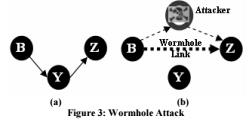 Attacker
B
Z
B
Wormhole
Z
Link
Y
Y
(a)
(b)
Figure 3: Wormhole Attack